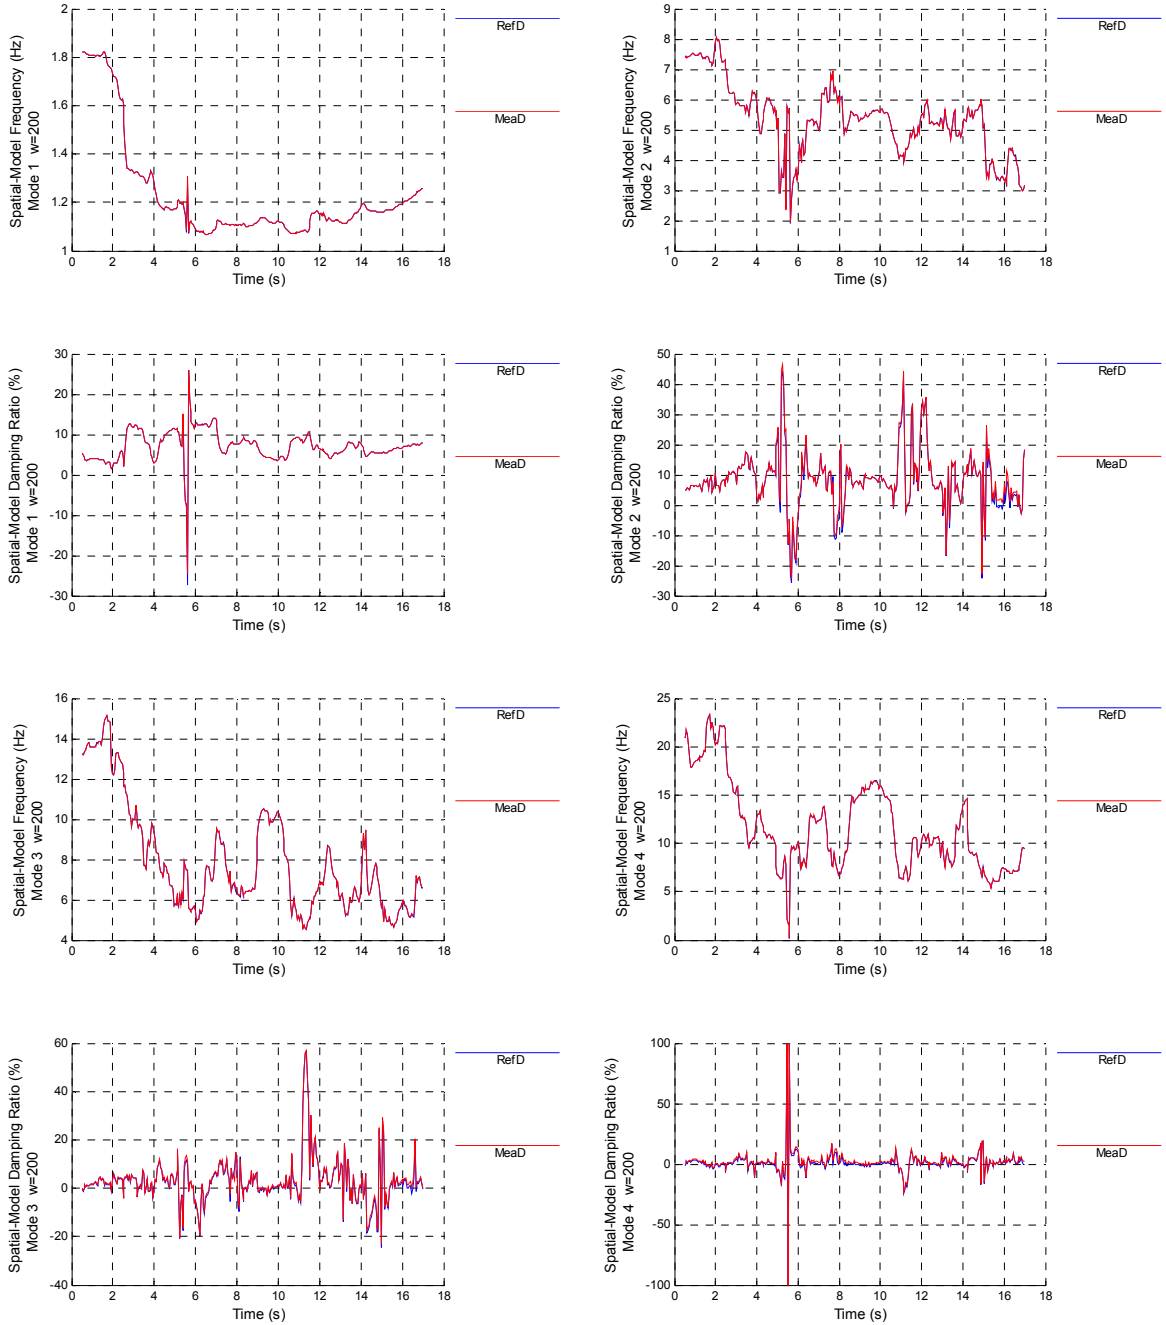 Spatial-Model Frequency (Hz)
Mode 1 w=200
2
1.8
1.6
1.4
1.2
1
0 2 4 6 8 10 12 14 16 18
Time (s)
RefD
MeaD
Spatial-Model Frequency (Hz)
Mode 2 w=200
9
8
7
6
5
4
3
2
1
0 2 4 6 8 10 12 14 16 18
Time (s)
RefD
MeaD
Spatial-Model Damping Ratio (%)
Mode 1 w=200
30
20
10
0
-10
-20
-30
0 2 4 6 8 10 12 14 16 18
Time (s)
RefD
MeaD
Spatial-Model Damping Ratio (%)
Mode 2 w=200
50
40
30
20
10
0
-10
-20
-30
0 2 4 6 8 10 12 14 16 18
Time (s)
RefD
MeaD
Spatial-Model Frequency (Hz)
Mode 3 w=200
16
14
12
10
8
6
4
0 2 4 6 8 10 12 14 16 18
Time (s)
RefD
MeaD
Spatial-Model Frequency (Hz)
Mode 4 w=200
25
20
15
10
5
0
0 2 4 6 8 10 12 14 16 18
Time (s)
RefD
MeaD
Spatial-Model Damping Ratio (%)
Mode 3 w=200
60
40
20
0
-20
-40
0 2 4 6 8 10 12 14 16 18
Time (s)
RefD
MeaD
Spatial-Model Damping Ratio (%)
Mode 4 w=200
100
50
0
-50
-100
0 2 4 6 8 10 12 14 16 18
Time (s)
RefD
MeaD